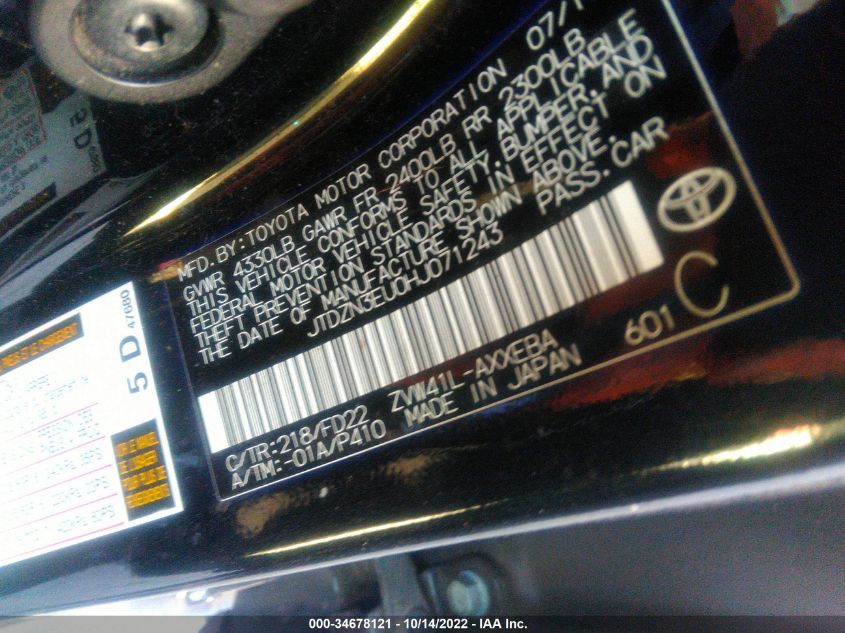 MFD. BY: TOYOTA MOTOR CORPORATION 07/1
GVWR 4330LB GAWR FR 2400LB RR 2300LB
THIS VEHICLE CONFORMS TO ALL APPLICABLE
FEDERAL MOTOR VEHICLE SAFETY, BUMPER, AND
THEFT PREVENTION STANDARDS IN EFFECT ON
THE DATE OF MANUFACTURE SHOWN ABOVE.
JTDZN3EU0HJ071243 PASS. CAR
C/TR: 218/FD22 ZVW41L-AXXEBA 601 C
A/TM: -01A/P410 MADE IN JAPAN
5 D 47660
000-34678121 - 10/14/2022 - IAA Inc.